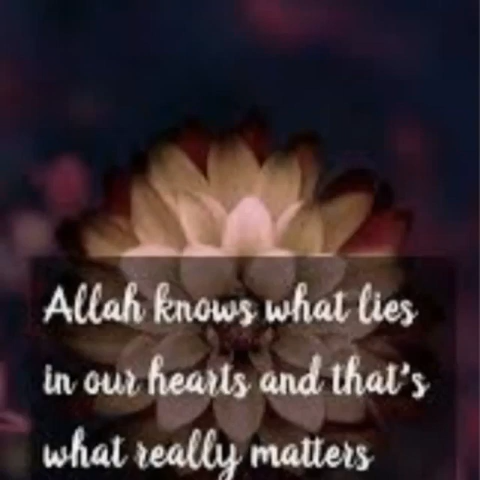 Allah knows what lies
in our hearts and that's
what really matters